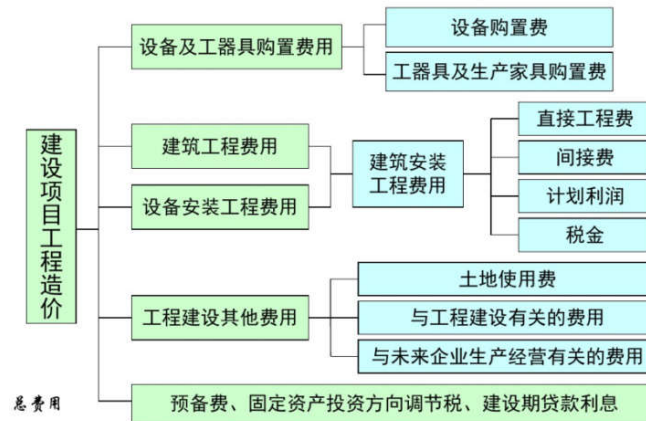 建设项目工程造价
设备及工器具购置费用
设备购置费
工器具及生产家具购置费
建筑工程费用
设备安装工程费用
建筑安装
工程费用
直接工程费
间接费
计划利润
税金
工程建设其他费用
土地使用费
与工程建设有关的费用
与未来企业生产经营有关的费用
预备费、固定资产投资方向调节税、建设期贷款利息
总费用